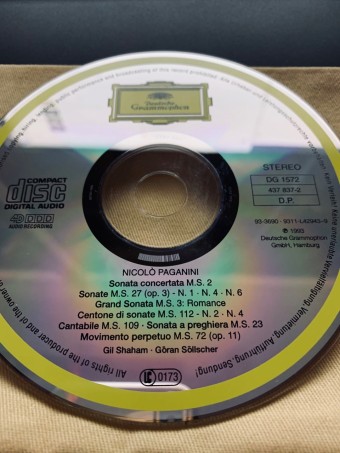 Deutsche
Grammophon
COMPACT
disc
DIGITAL AUDIO
4D DDD
AUDIO RECORDING
STEREO
DG 1572
437 837-2
D.P.
℗ 1993
Deutsche Grammophon
GmbH, Hamburg
NICOLÒ PAGANINI
Sonata concertata M.S. 2
Sonate M.S. 27 (op. 3) - N. 1 - N. 4 - N. 6
Grand Sonata M.S. 3: Romance
Centone di sonate M.S. 112 - N. 2 - N. 4
Cantabile M.S. 109 · Sonata a preghiera M.S. 23
Movimento perpetuo M.S. 72 (op. 11)
Gil Shaham · Göran Söllscher
LC 0173
All rights of the producer and of the owner of
Vervielfältigung, Vermietung, Aufführung, Sendung!